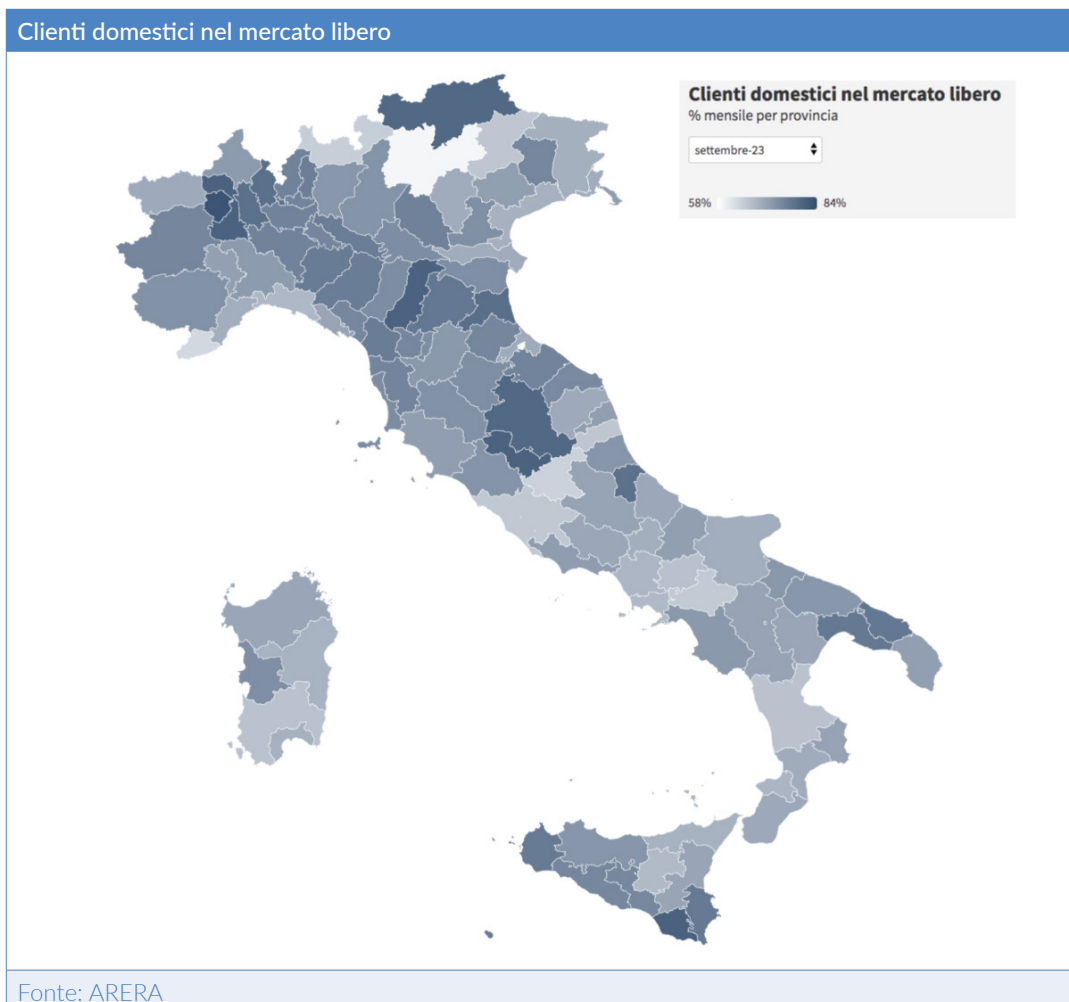 Clienti domestici nel mercato libero
Clienti domestici nel mercato libero
% mensile per provincia
settembre-23
58% 84%
Fonte: ARERA